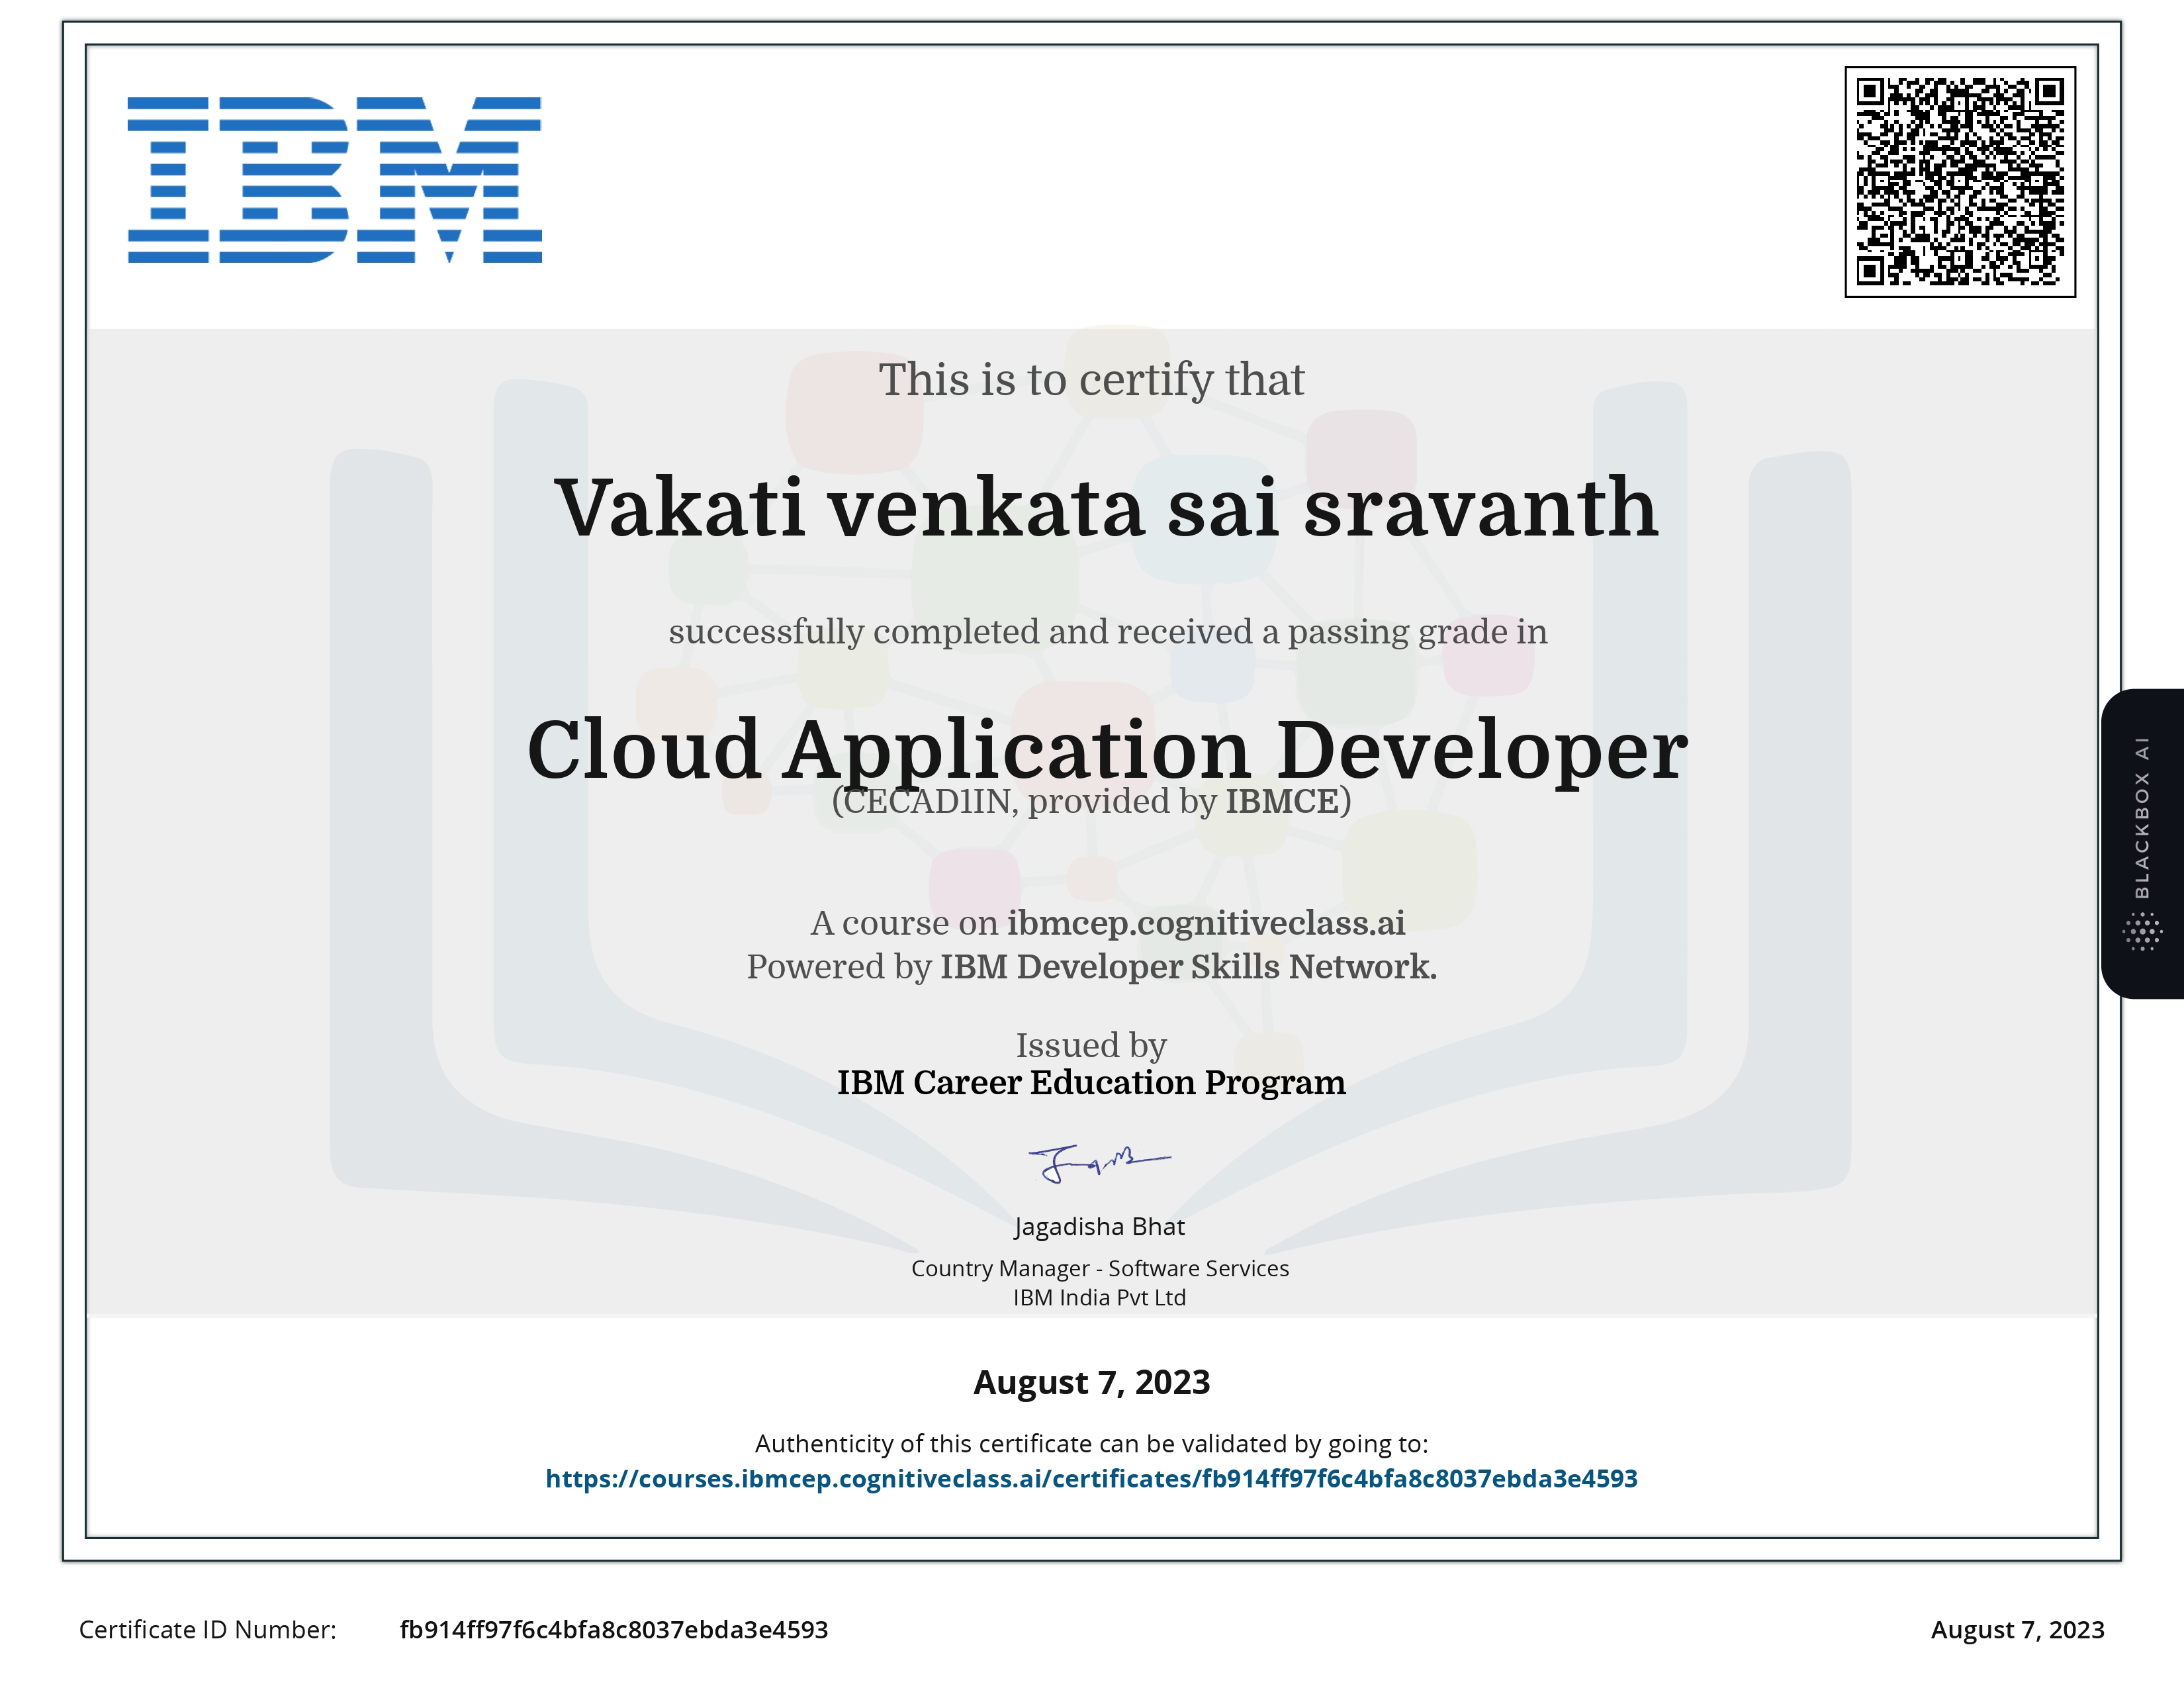 IBM
This is to certify that
Vakati venkata sai sravanth
successfully completed and received a passing grade in
Cloud Application Developer
(CECAD1IN, provided by IBMCE)
A course on ibmcep.cognitiveclass.ai
Powered by IBM Developer Skills Network.
Issued by
IBM Career Education Program
Jagadisha Bhat
Country Manager - Software Services
IBM India Pvt Ltd
August 7, 2023
Authenticity of this certificate can be validated by going to:
https://courses.ibmcep.cognitiveclass.ai/certificates/fb914ff97f6c4bfa8c8037ebda3e4593
Certificate ID Number: fb914ff97f6c4bfa8c8037ebda3e4593
August 7, 2023
BLACKBOX AI